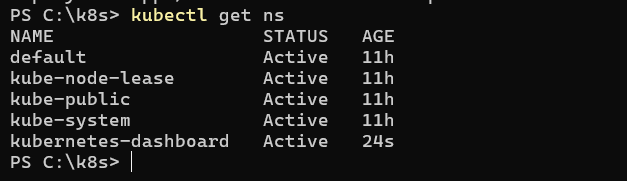 PS C:\k8s> kubectl get ns
NAME                   STATUS   AGE
default                Active   11h
kube-node-lease        Active   11h
kube-public            Active   11h
kube-system            Active   11h
kubernetes-dashboard   Active   24s
PS C:\k8s>